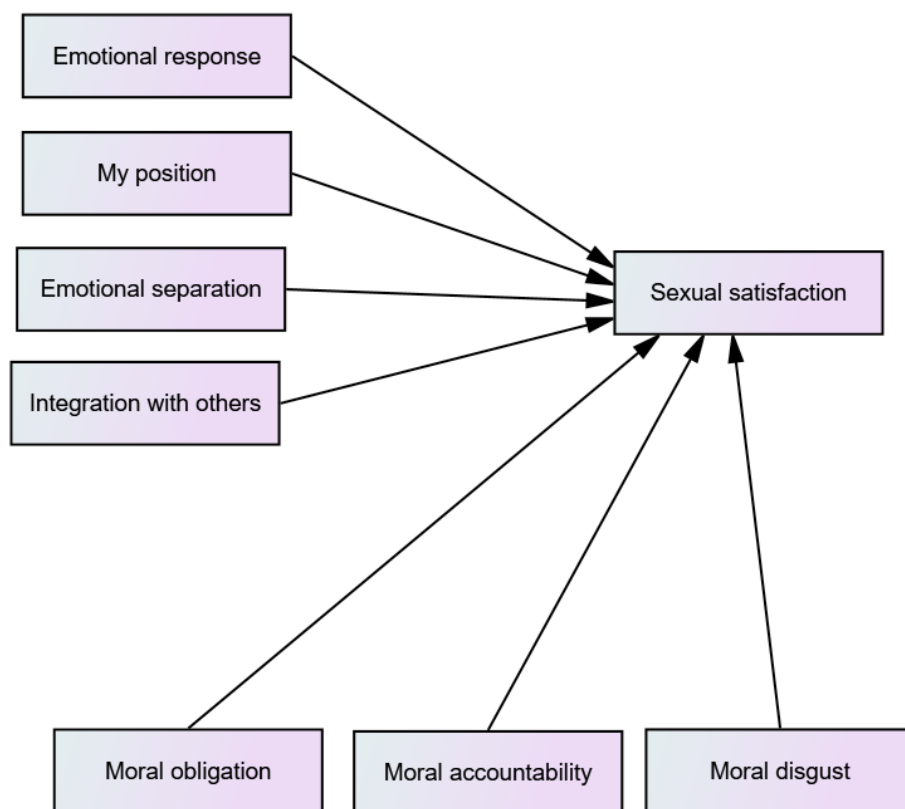 Emotional response
My position
Emotional separation
Sexual satisfaction
Integration with others
Moral obligation
Moral accountability
Moral disgust